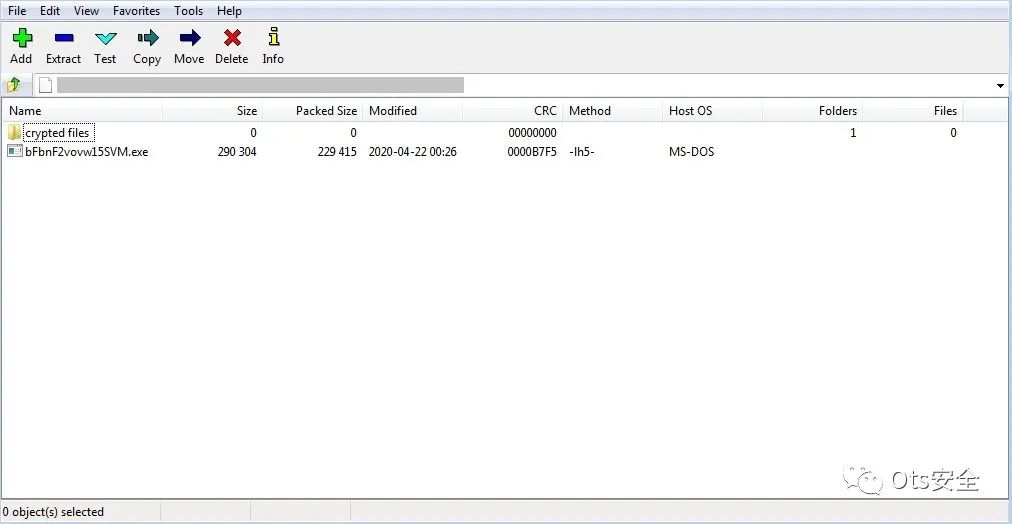 File Edit View Favorites Tools Help
Add Extract Test Copy Move Delete Info
Name Size Packed Size Modified CRC Method Host OS Folders Files
crypted files 0 0 00000000 1 0
bFbnF2vovw15SVM.exe 290 304 229 415 2020-04-22 00:26 0000B7F5 -lh5- MS-DOS
Ots安全
0 object(s) selected